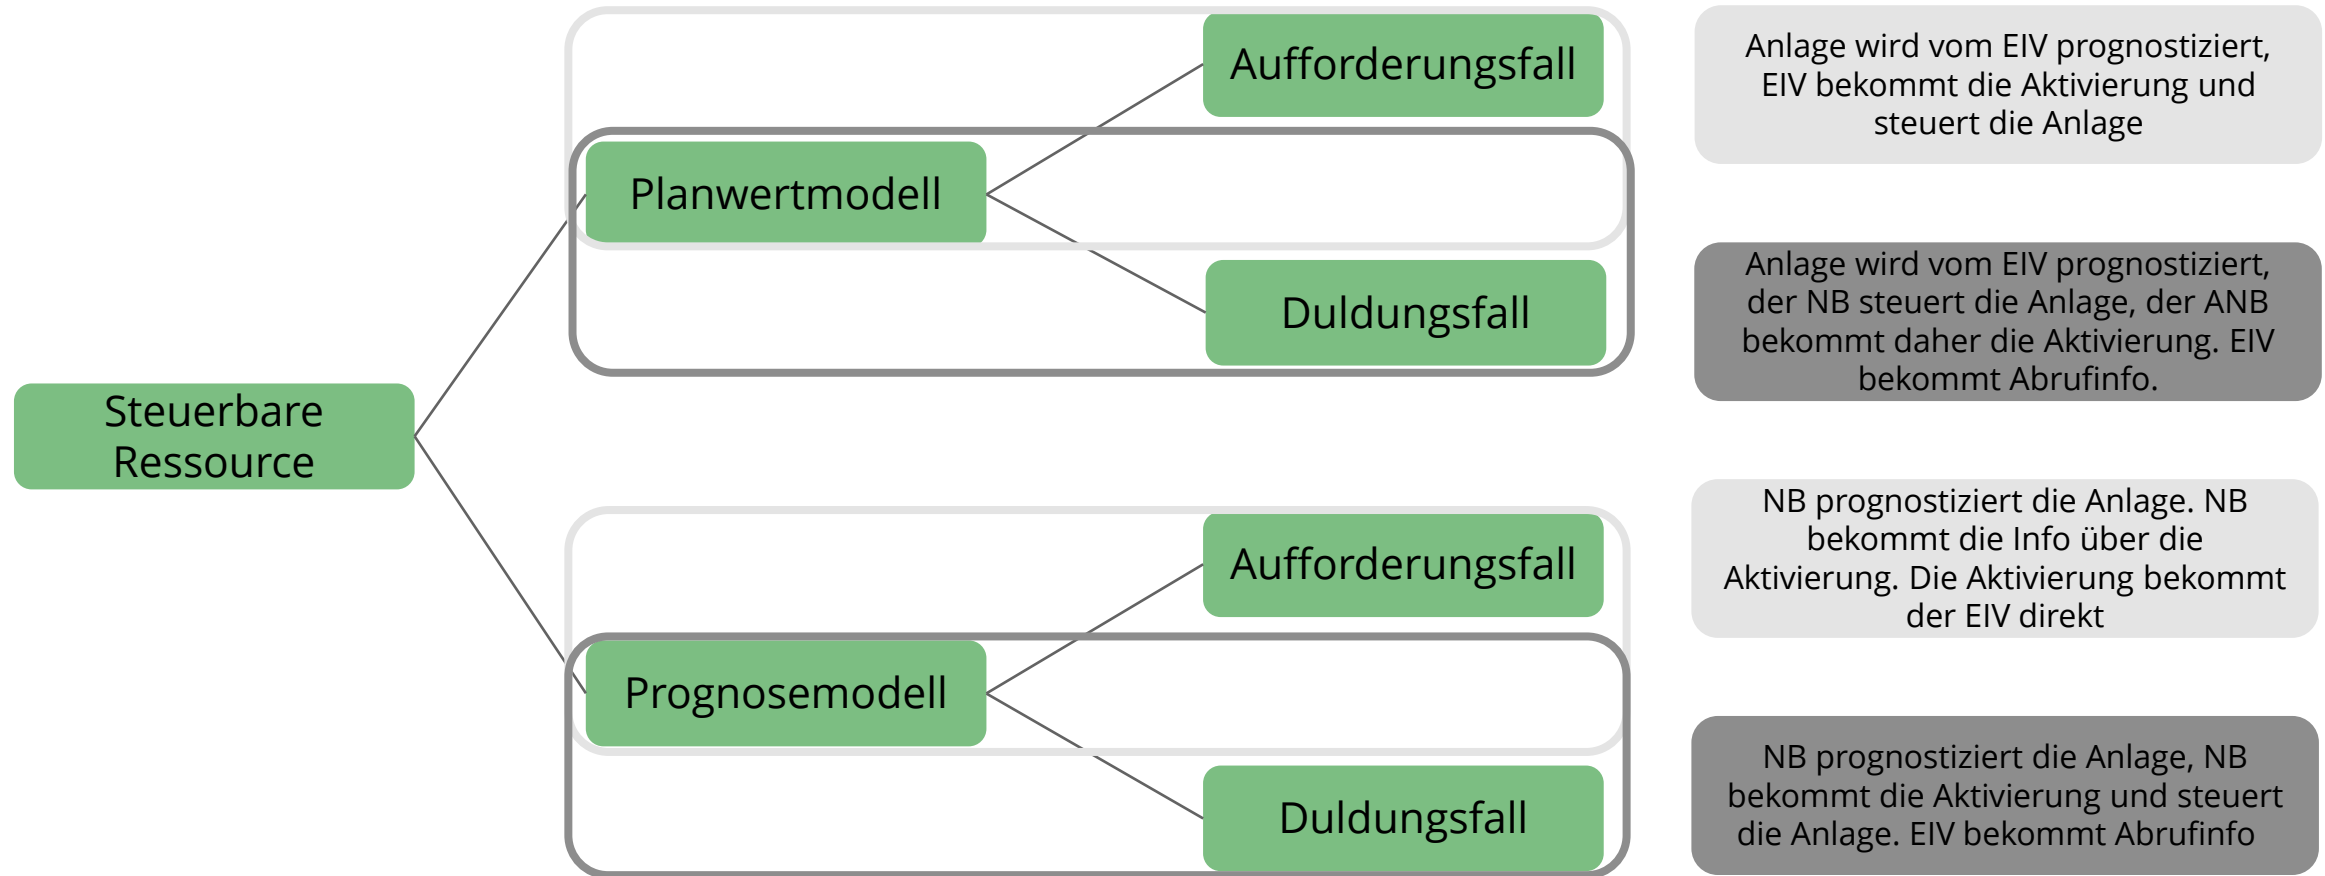 Aufforderungsfall
Anlage wird vom EIV prognostiziert,
EIV bekommt die Aktivierung und
steuert die Anlage
Planwertmodell
Duldungsfall
Anlage wird vom EIV prognostiziert,
der NB steuert die Anlage, der ANB
bekommt daher die Aktivierung. EIV
bekommt Abrufinfo.
Steuerbare
Ressource
Aufforderungsfall
NB prognostiziert die Anlage. NB
bekommt die Info über die
Aktivierung. Die Aktivierung bekommt
der EIV direkt
Prognosemodell
Duldungsfall
NB prognostiziert die Anlage, NB
bekommt die Aktivierung und steuert
die Anlage. EIV bekommt Abrufinfo